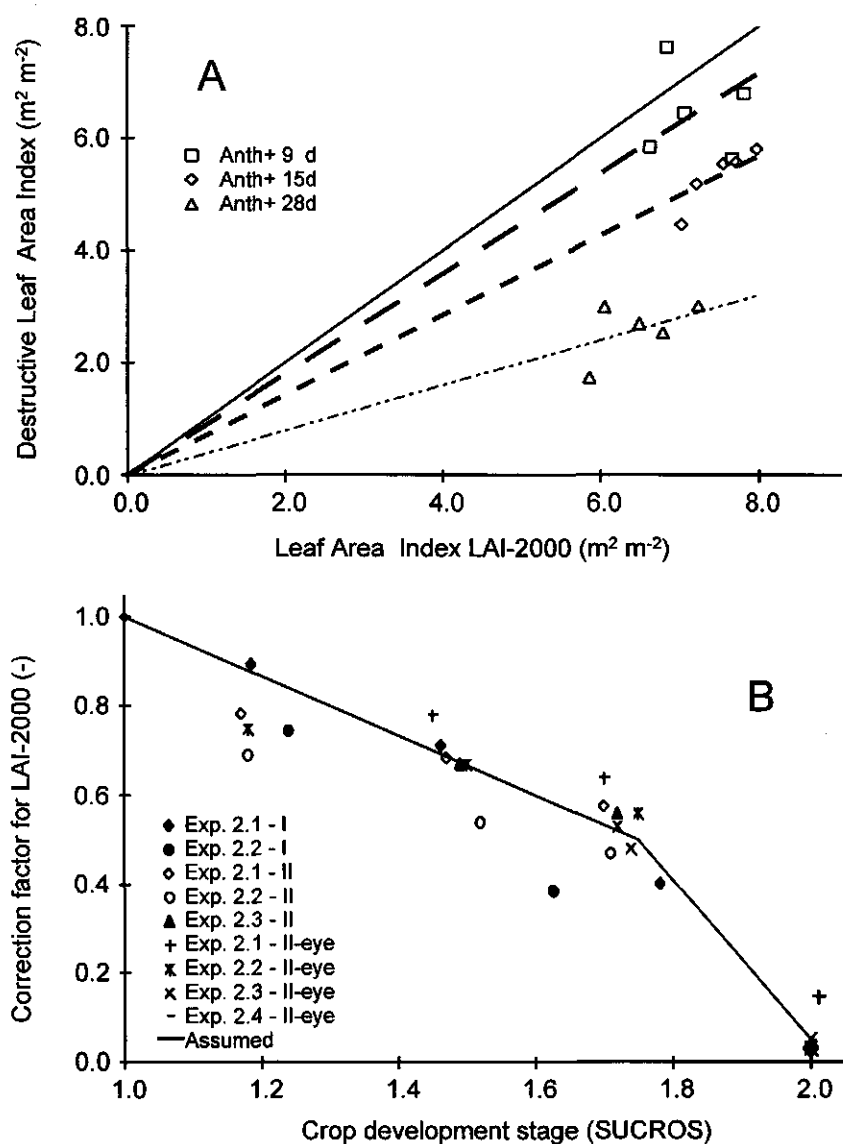 8.0
6.0
4.0
2.0
0.0
Destructive Leaf Area Index (m² m⁻²)
A
Anth+ 9 d
Anth+ 15d
Anth+ 28d
0.0 2.0 4.0 6.0 8.0
Leaf Area Index LAI-2000 (m² m⁻²)
1.0
0.8
0.6
0.4
0.2
0.0
Correction factor for LAI-2000 (-)
B
Exp. 2.1 - I
Exp. 2.2 - I
Exp. 2.1 - II
Exp. 2.2 - II
Exp. 2.3 - II
Exp. 2.1 - II-eye
Exp. 2.2 - II-eye
Exp. 2.3 - II-eye
Exp. 2.4 - II-eye
Assumed
1.0 1.2 1.4 1.6 1.8 2.0
Crop development stage (SUCROS)